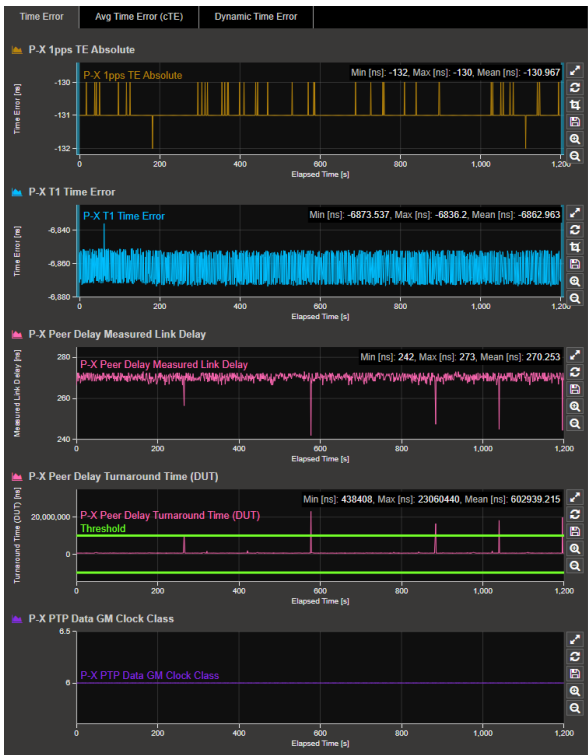 Time Error Avg Time Error (cTE) Dynamic Time Error
P-X 1pps TE Absolute
P-X 1pps TE Absolute
Min [ns]: -132, Max [ns]: -130, Mean [ns]: -130.967
Time Error [ns]
-130
-131
-132
0 200 400 600 800 1,000 1,200
Elapsed Time [s]
P-X T1 Time Error
P-X T1 Time Error
Min [ns]: -6873.537, Max [ns]: -6836.2, Mean [ns]: -6862.963
Time Error [ns]
-6,840
-6,860
-6,880
0 200 400 600 800 1,000 1,200
Elapsed Time [s]
P-X Peer Delay Measured Link Delay
P-X Peer Delay Measured Link Delay
Min [ns]: 242, Max [ns]: 273, Mean [ns]: 270.253
Measured Link Delay [ns]
280
260
240
0 200 400 600 800 1,000 1,200
Elapsed Time [s]
P-X Peer Delay Turnaround Time (DUT)
Min [ns]: 438408, Max [ns]: 23060440, Mean [ns]: 602939.215
P-X Peer Delay Turnaround Time (DUT)
Threshold
Turnaround Time (DUT) [ns]
20,000,000
0
0 200 400 600 800 1,000 1,200
Elapsed Time [s]
P-X PTP Data GM Clock Class
P-X PTP Data GM Clock Class
6.5
6
5.5
0 200 400 600 800 1,000 1,200
Elapsed Time [s]